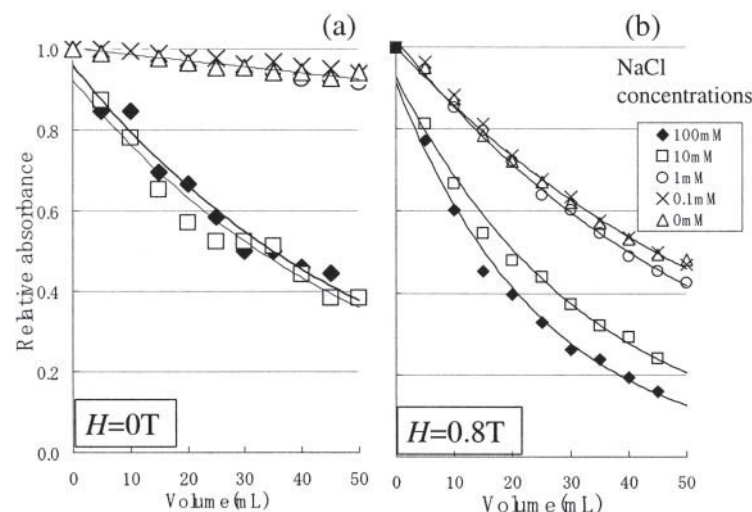 (a)
(b)
NaCl
concentrations
100mM
10mM
1mM
0.1mM
0mM
Relative absorbance
1.0
0.8
0.6
0.4
0.2
0.0
H=0T
H=0.8T
0 10 20 30 40 50
Volume(mL)
0 10 20 30 40 50
Volume(mL)